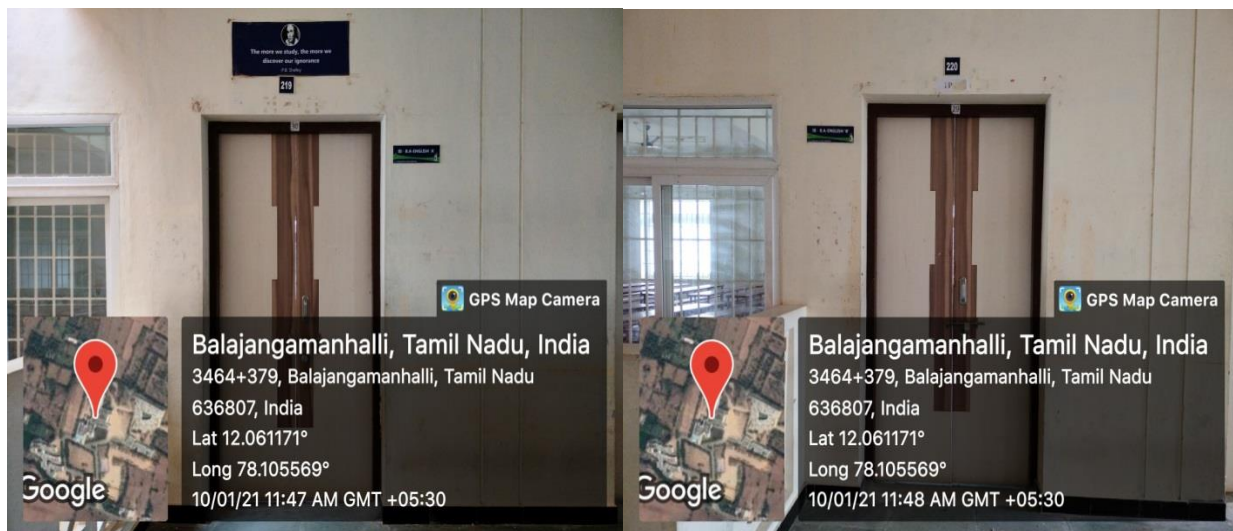 The more we study, the more we
discover our ignorance
219
B.A ENGLISH
GPS Map Camera
Balajangamanhalli, Tamil Nadu, India
3464+379, Balajangamanhalli, Tamil Nadu
636807, India
Lat 12.061171°
Long 78.105569°
10/01/21 11:47 AM GMT +05:30
Google
220
B.A ENGLISH
GPS Map Camera
Balajangamanhalli, Tamil Nadu, India
3464+379, Balajangamanhalli, Tamil Nadu
636807, India
Lat 12.061171°
Long 78.105569°
10/01/21 11:48 AM GMT +05:30
Google